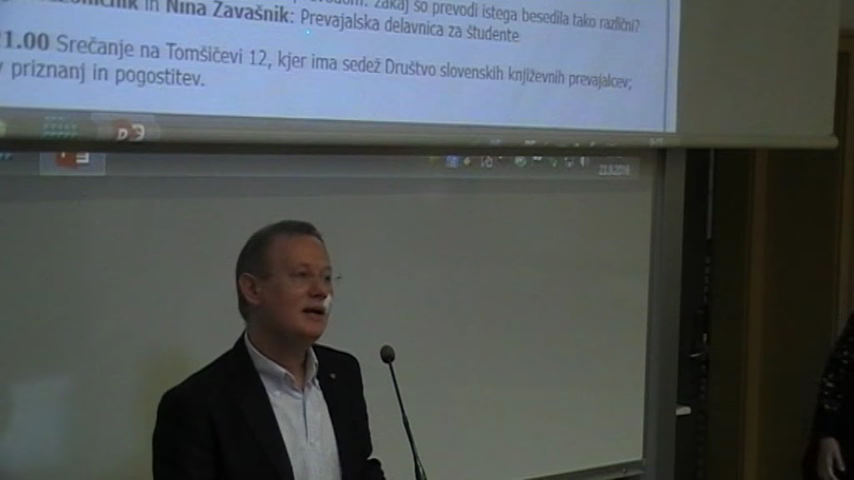 in Nina Zavašnik: Prevajalska delavnica za študente
zakaj so prevodi istega besedila tako različni?
1.00 Srečanje na Tomšičevi 12, kjer ima sedež Društvo slovenskih književnih prevajalcev;
priznanj in pogostitev.